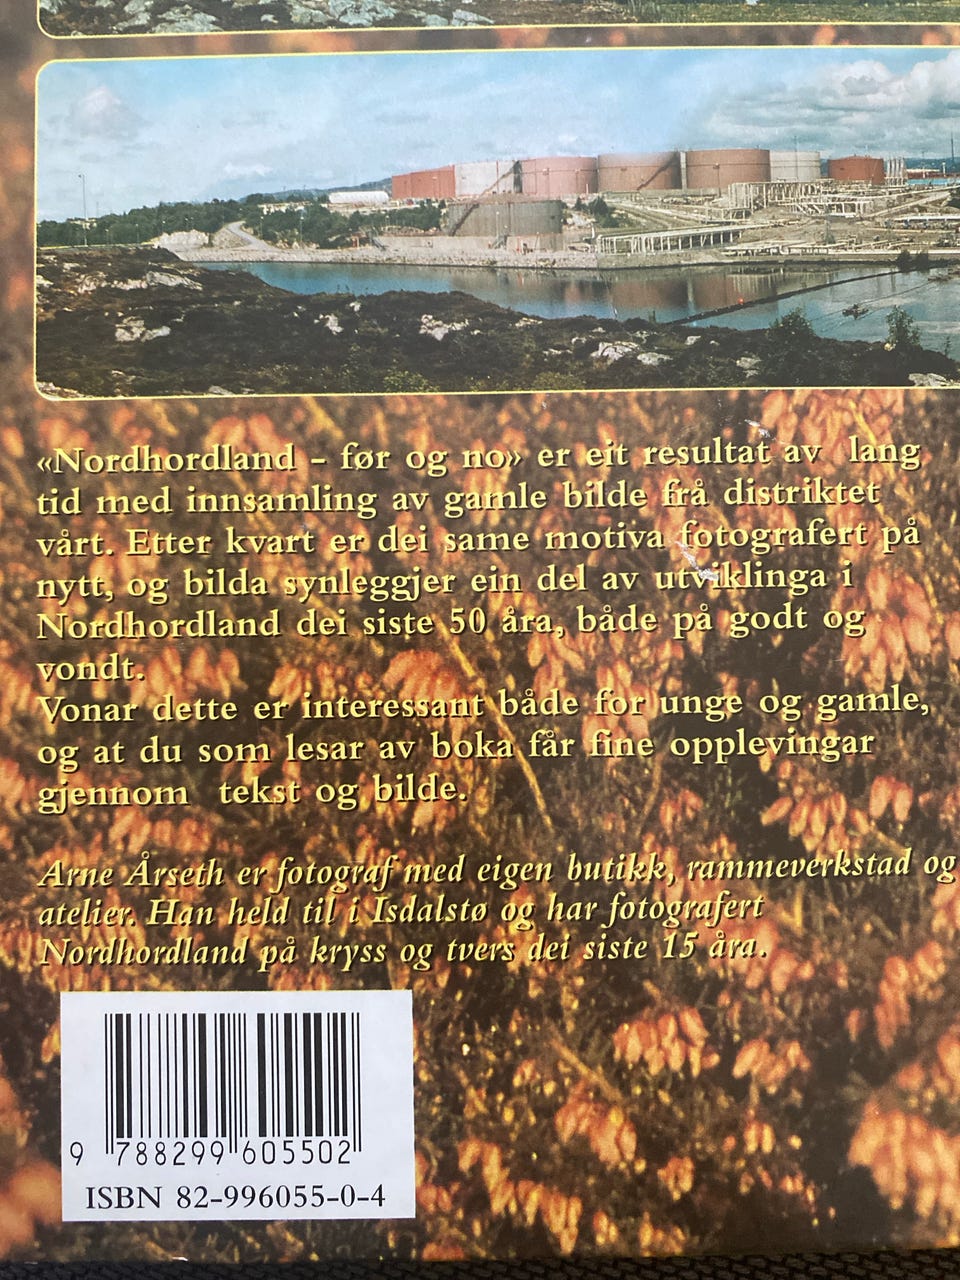 «Nordhordland - før og no» er eit resultat av lang
tid med innsamling av gamle bilde frå distriktet
vårt. Etter kvart er dei same motiva fotografert på
nytt, og bilda synleggjer ein del av utviklinga i
Nordhordland dei siste 50 åra, både på godt og
vondt.
Vonar dette er interessant både for unge og gamle,
og at du som lesar av boka får fine opplevingar
gjennom tekst og bilde.
Arne Årseth er fotograf med eigen butikk, rammeverkstad og
atelier. Han held til i Isdalstø og har fotografert
Nordhordland på kryss og tvers dei siste 15 åra.
9 788299 605502
ISBN 82-996055-0-4